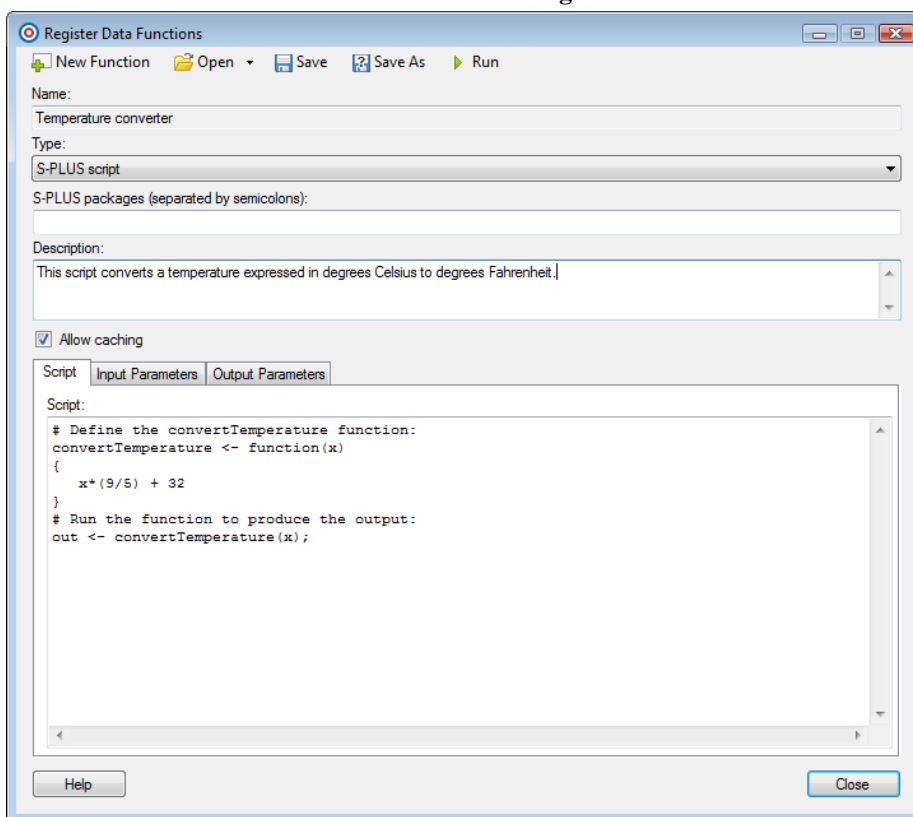 Register Data Functions
New Function Open Save Save As Run
Name:
Temperature converter
Type:
S-PLUS script
S-PLUS packages (separated by semicolons):
Description:
This script converts a temperature expressed in degrees Celsius to degrees Fahrenheit.
Allow caching
Script Input Parameters Output Parameters
Script:
# Define the convertTemperature function:
convertTemperature <- function(x)
{
   x*(9/5) + 32
}
# Run the function to produce the output:
out <- convertTemperature(x);
Help Close